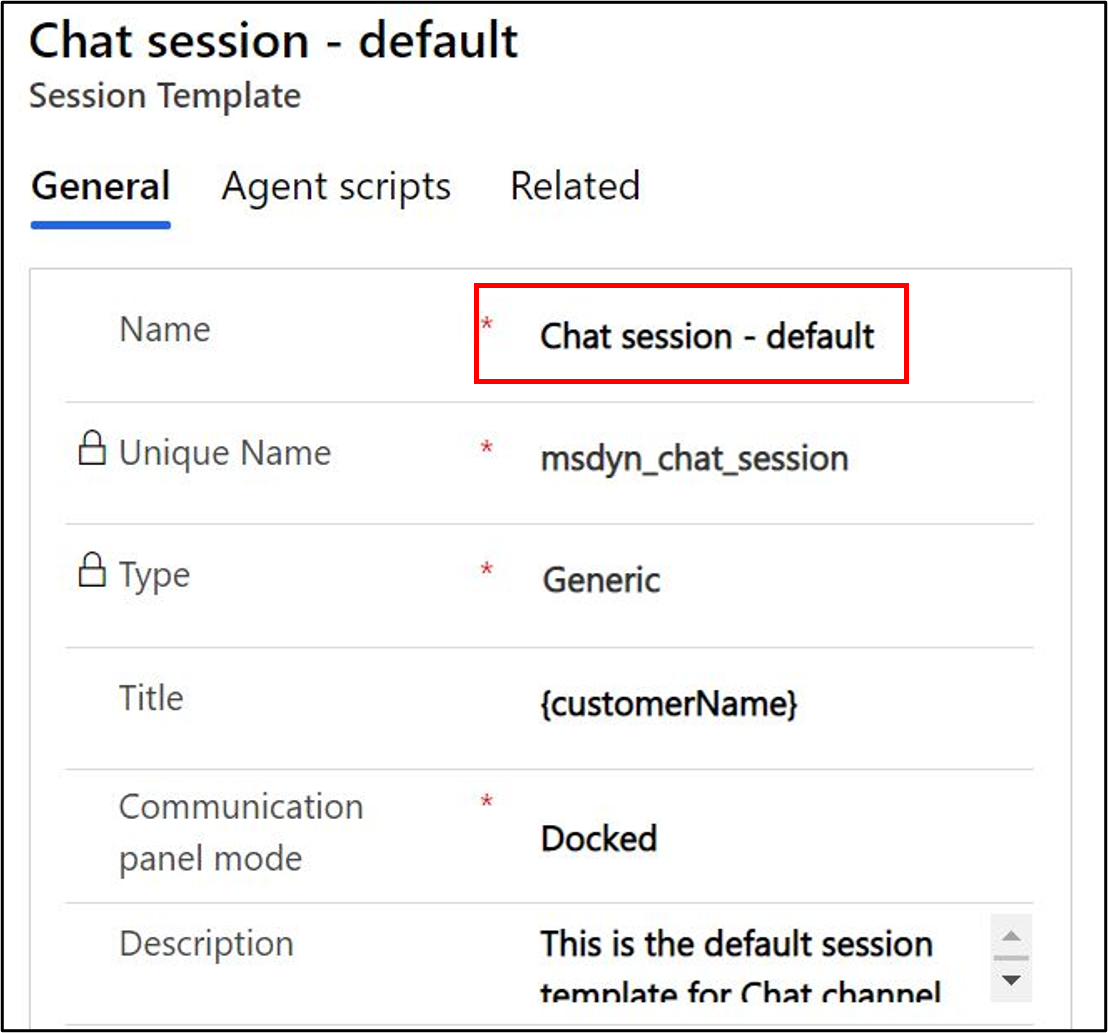 Chat session - default
Session Template
General Agent scripts Related
Name * Chat session - default
Unique Name * msdyn_chat_session
Type * Generic
Title {customerName}
Communication panel mode * Docked
Description This is the default session
template for Chat channel